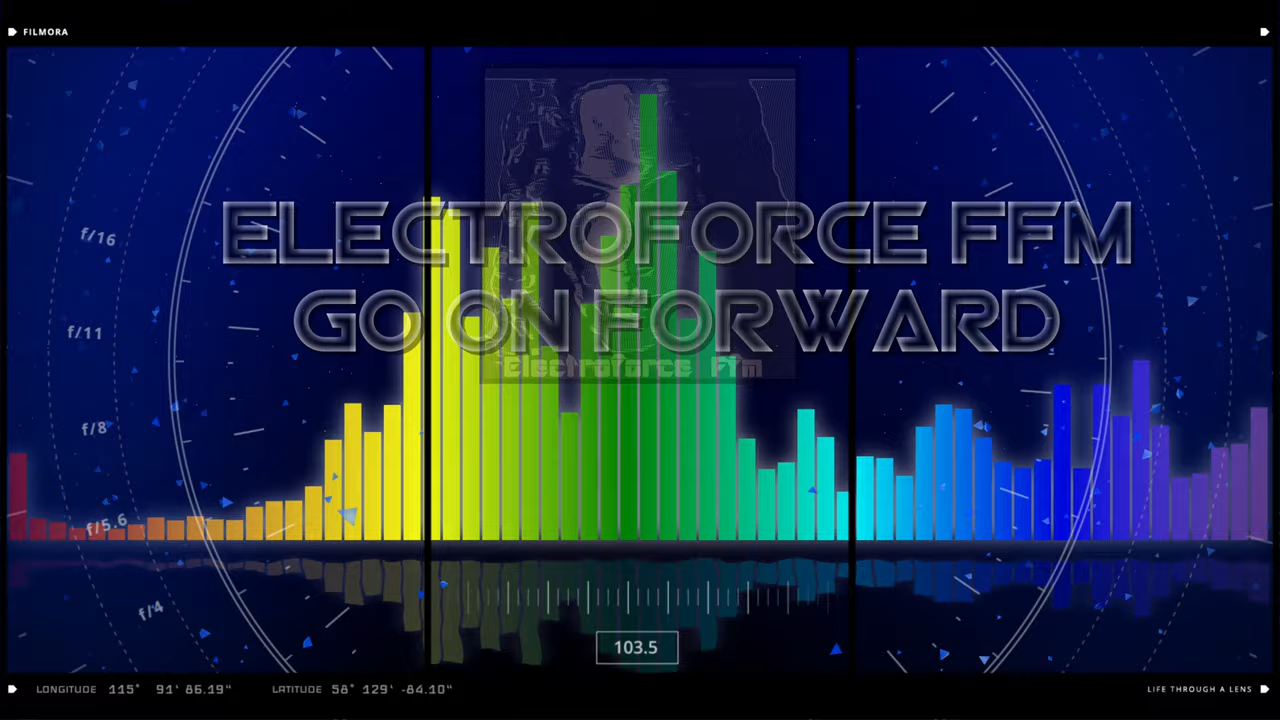 FILMORA
ELECTROFORCE FFM
GO ON FORWARD
Electroforce Ffm
f/16
f/11
f/8
f/5.6
f/4
103.5
LONGITUDE 115° 91' 86.19" LATITUDE 58° 129' -84.10"
LIFE THROUGH A LENS